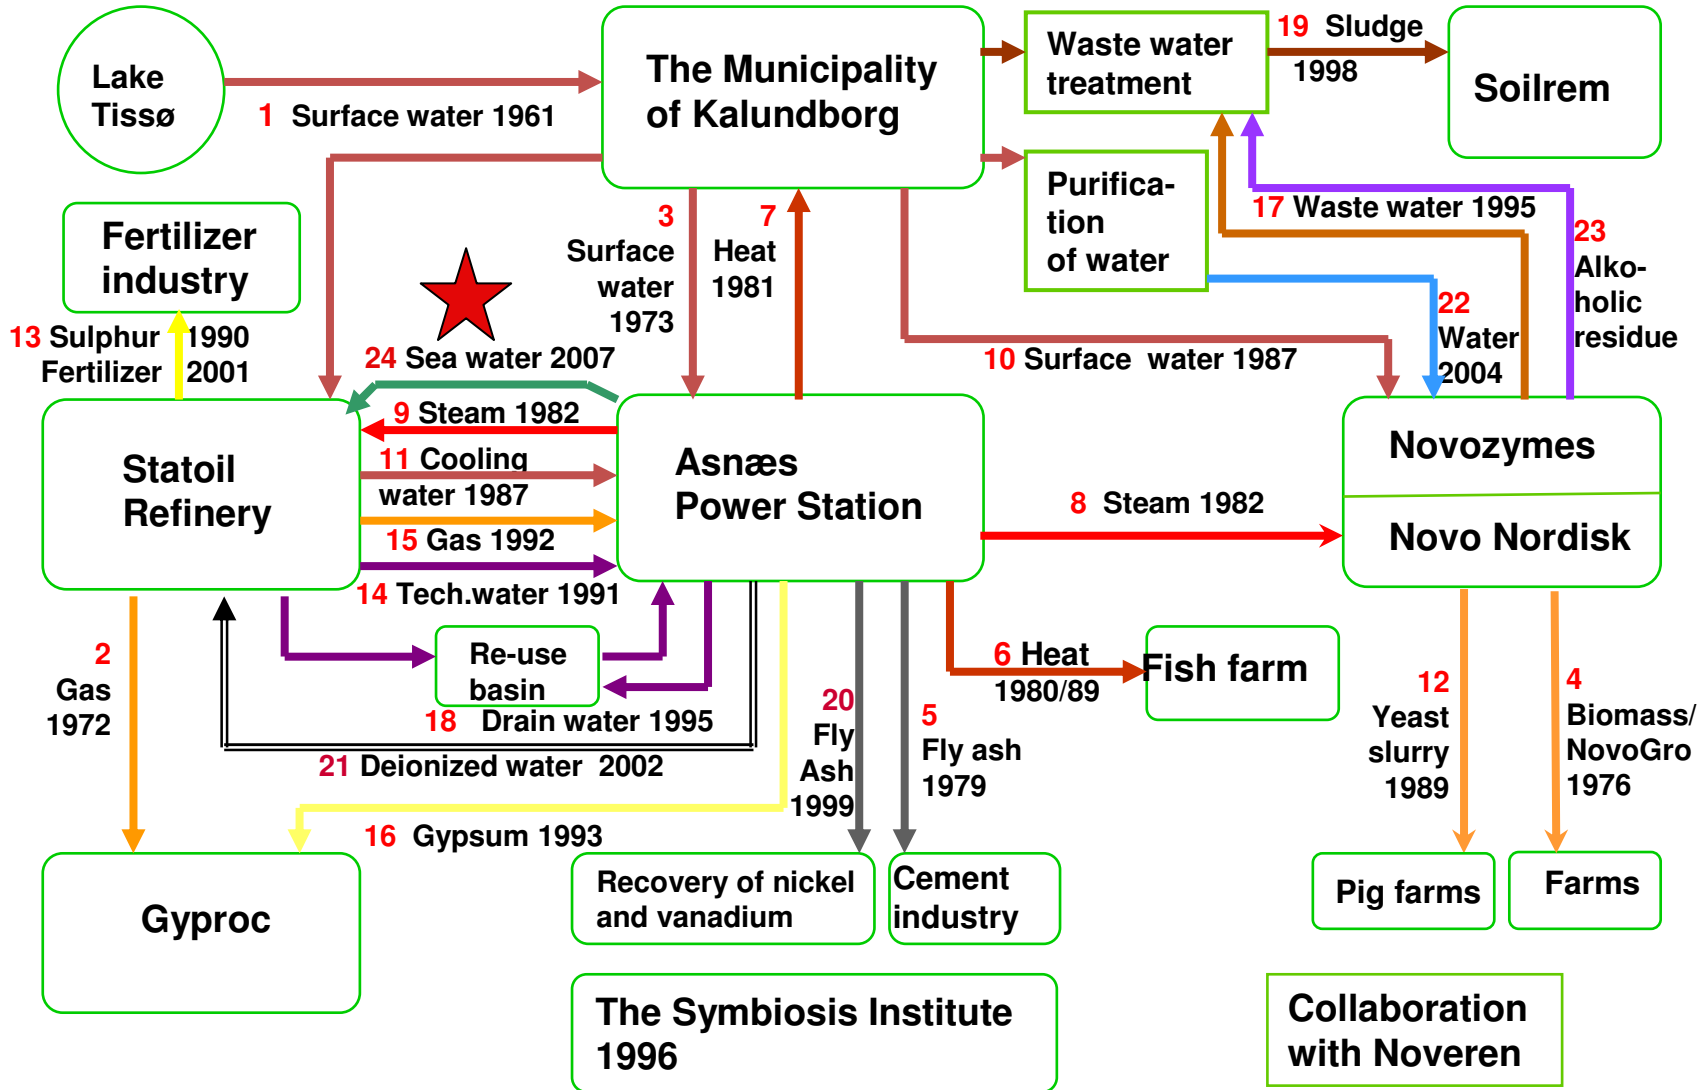 Lake
Tissø
1 Surface water 1961
The Municipality
of Kalundborg
Waste water
treatment
19 Sludge
1998
Soilrem
Purifica-
tion
of water
17 Waste water 1995
23
Alko-
holic
residue
22
Water
2004
10 Surface water 1987
3
Surface
water
1973
7
Heat
1981
Fertilizer
industry
13 Sulphur 1990
Fertilizer 2001
24 Sea water 2007
9 Steam 1982
11 Cooling
water 1987
15 Gas 1992
14 Tech.water 1991
Statoil
Refinery
Asnæs
Power Station
8 Steam 1982
Novozymes
Novo Nordisk
2
Gas
1972
Re-use
basin
18 Drain water 1995
21 Deionized water 2002
16 Gypsum 1993
20
Fly
Ash
1999
5
Fly ash
1979
6 Heat
1980/89
Fish farm
12
Yeast
slurry
1989
4
Biomass/
NovoGro
1976
Gyproc
Recovery of nickel
and vanadium
Cement
industry
Pig farms
Farms
The Symbiosis Institute
1996
Collaboration
with Noveren